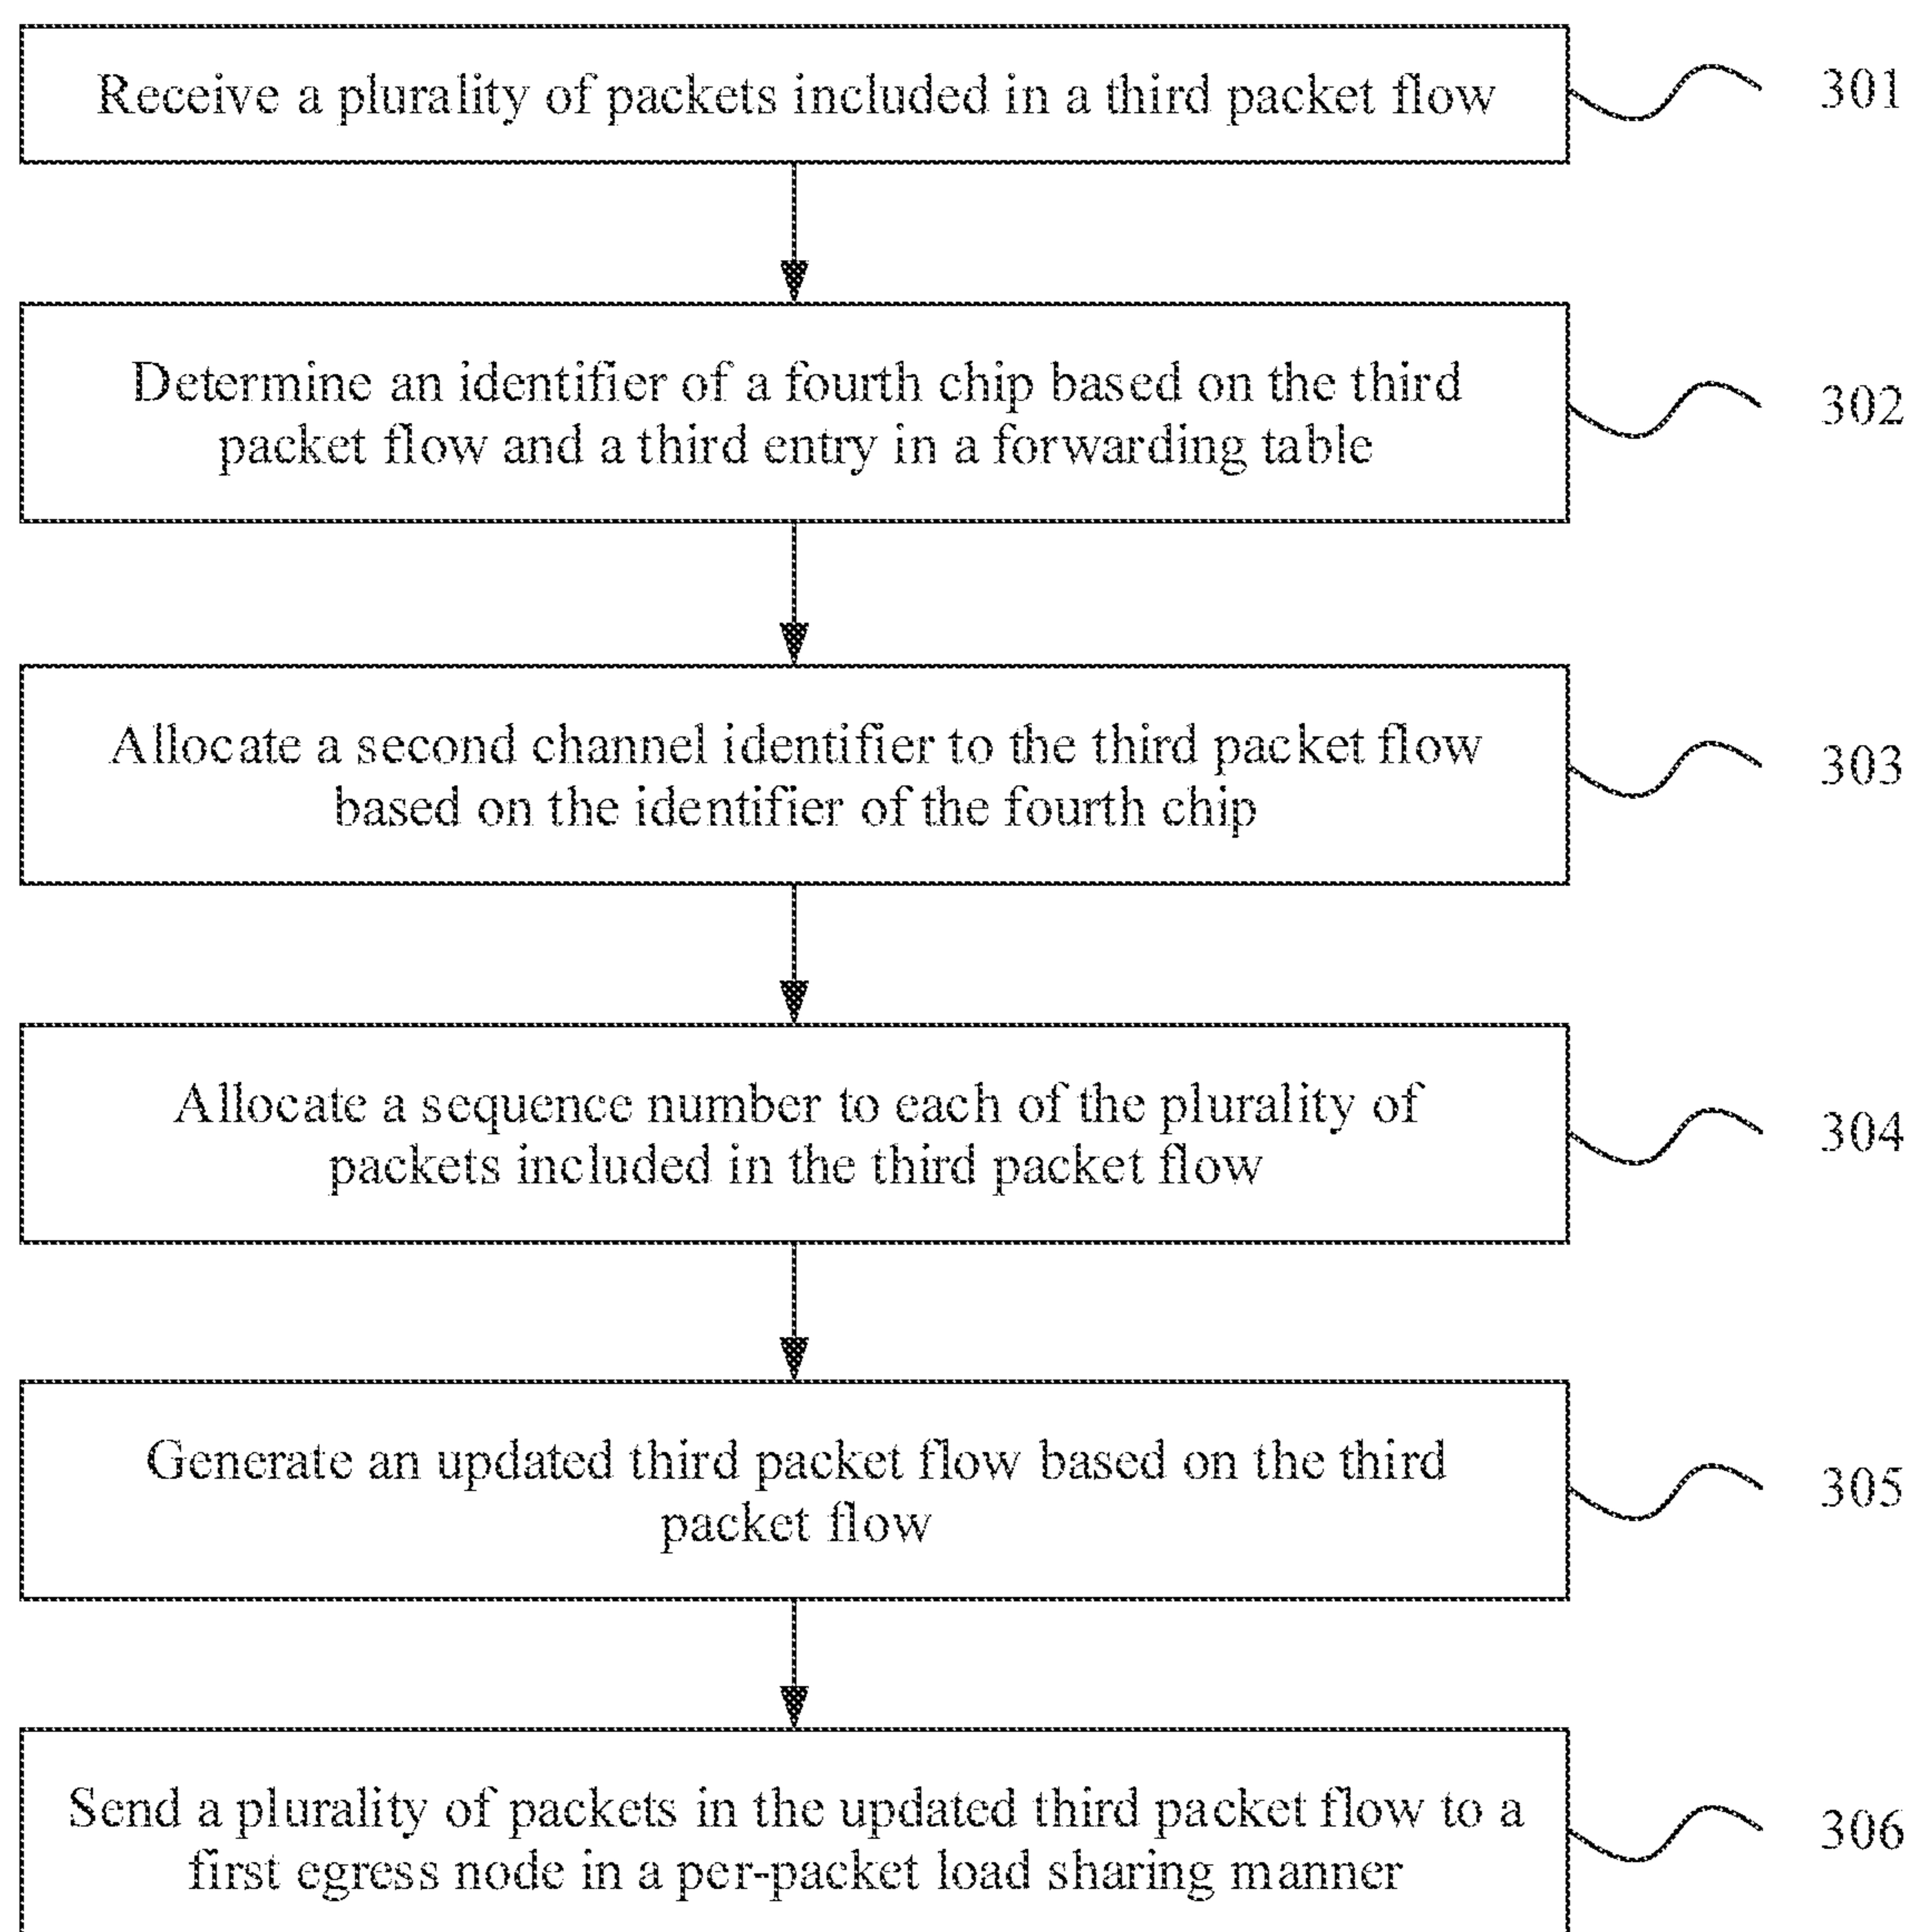 Receive a plurality of packets included in a third packet flow
301
Determine an identifier of a fourth chip based on the third
packet flow and a third entry in a forwarding table
302
Allocate a second channel identifier to the third packet flow
based on the identifier of the fourth chip
303
Allocate a sequence number to each of the plurality of
packets included in the third packet flow
304
Generate an updated third packet flow based on the third
packet flow
305
Send a plurality of packets in the updated third packet flow to a
first egress node in a per-packet load sharing manner
306